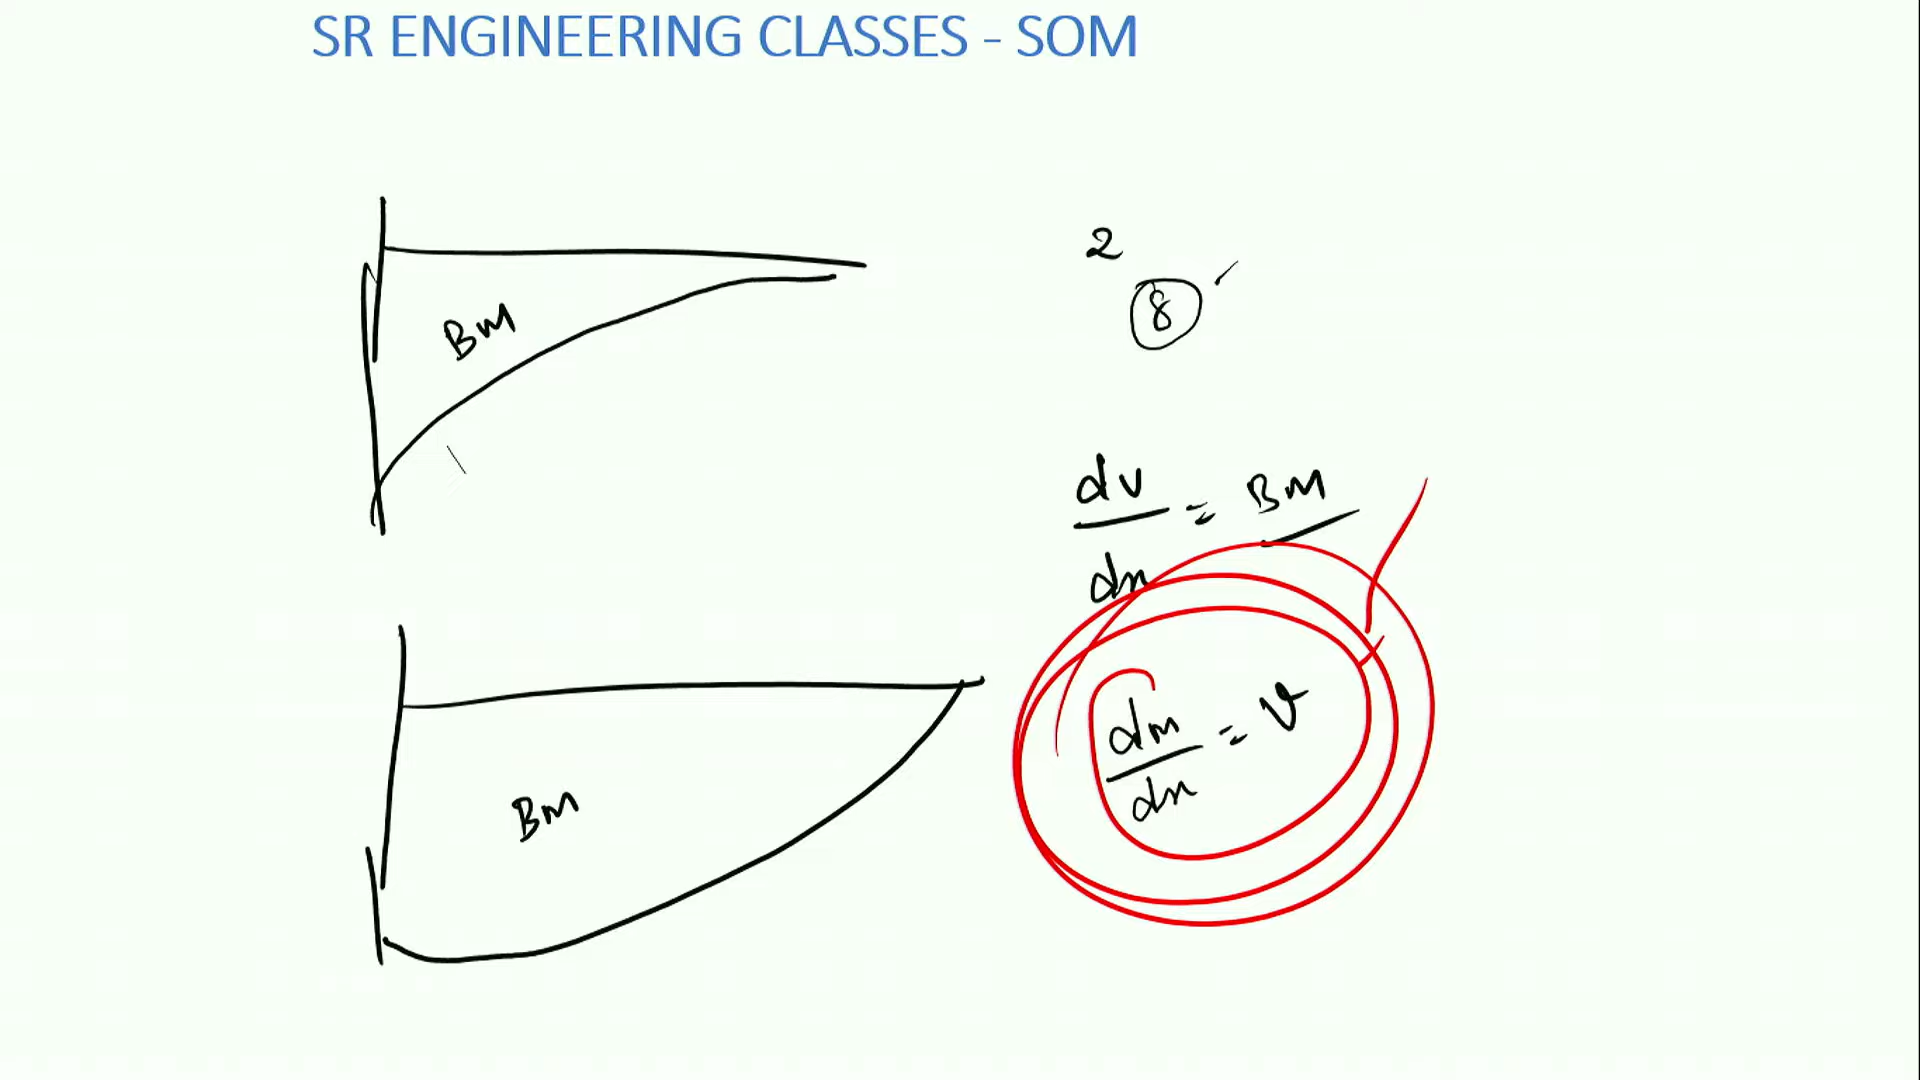 SR ENGINEERING CLASSES - SOM
2
8
BM
dv
/
dx = BM
BM
dm
/
dx = V